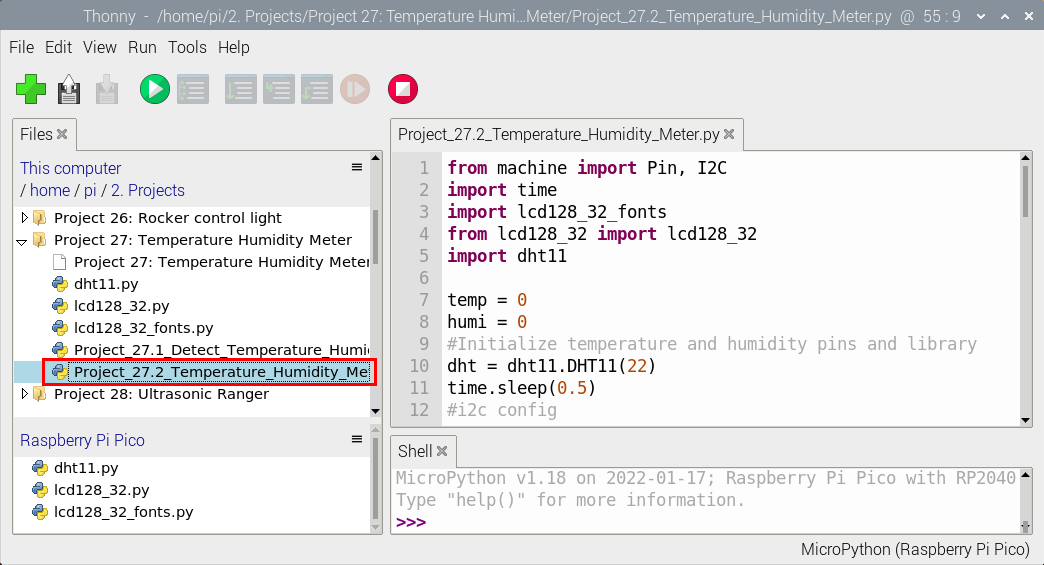 Thonny - /home/pi/2. Projects/Project 27: Temperature Humi...Meter/Project_27.2_Temperature_Humidity_Meter.py @ 55 : 9
File Edit View Run Tools Help
Files
This computer
/ home / pi / 2. Projects
Project 26: Rocker control light
Project 27: Temperature Humidity Meter
Project 27: Temperature Humidity Meter
dht11.py
lcd128_32.py
lcd128_32_fonts.py
Project_27.1_Detect_Temperature_Humi
Project_27.2_Temperature_Humidity_Me
Project 28: Ultrasonic Ranger
Raspberry Pi Pico
dht11.py
lcd128_32.py
lcd128_32_fonts.py
Project_27.2_Temperature_Humidity_Meter.py
1 from machine import Pin, I2C
2 import time
3 import lcd128_32_fonts
4 from lcd128_32 import lcd128_32
5 import dht11
6
7 temp = 0
8 humi = 0
9 #Initialize temperature and humidity pins and library
10 dht = dht11.DHT11(22)
11 time.sleep(0.5)
12 #i2c config
Shell
MicroPython v1.18 on 2022-01-17; Raspberry Pi Pico with RP2040
Type "help()" for more information.
>>>
MicroPython (Raspberry Pi Pico)